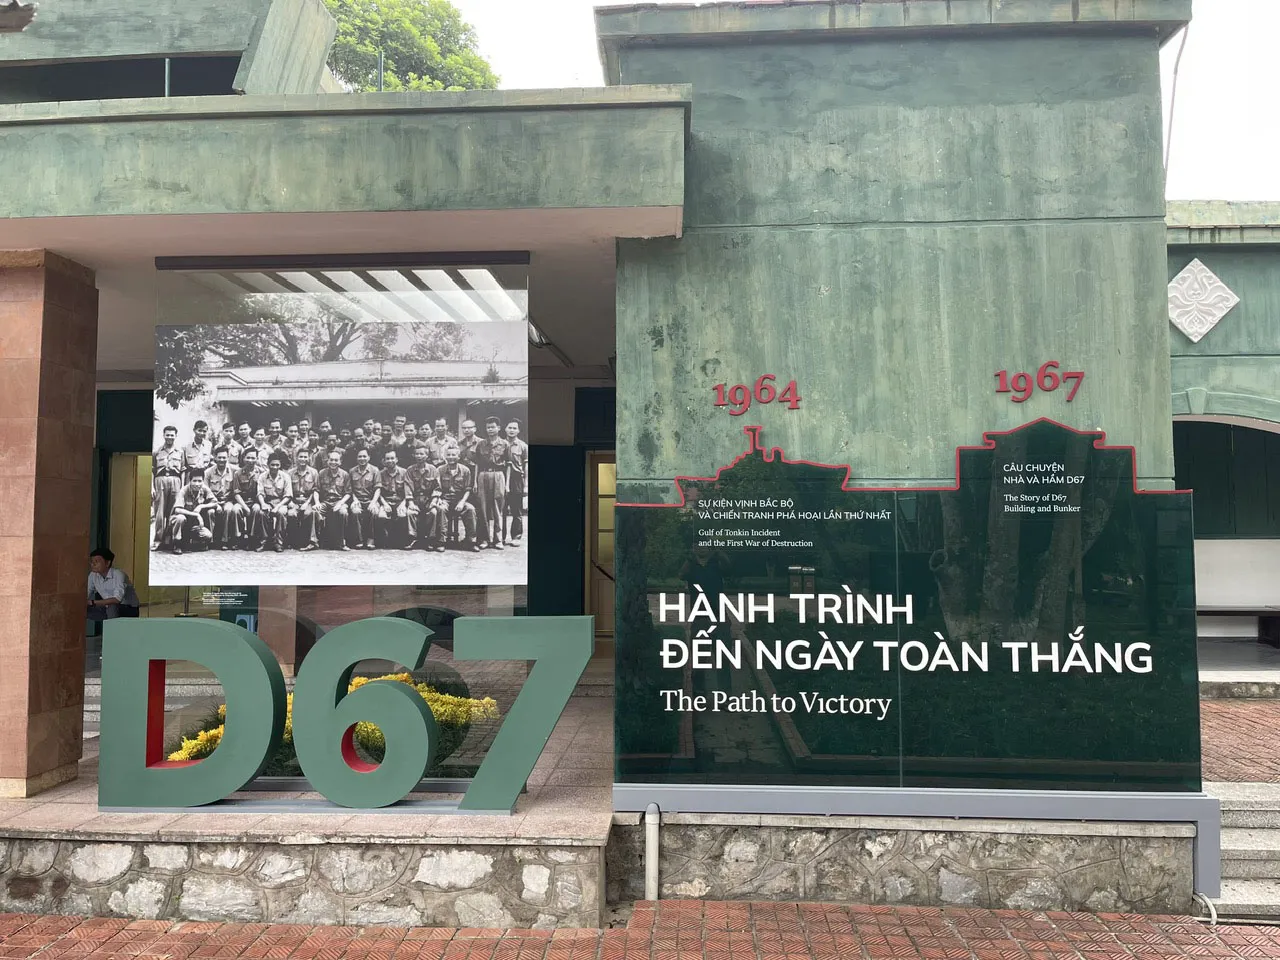 D67
1964
SỰ KIỆN VỊNH BẮC BỘ
VÀ CHIẾN TRANH PHÁ HOẠI LẦN THỨ NHẤT
Gulf of Tonkin Incident
and the First War of Destruction
1967
CÂU CHUYỆN
NHÀ VÀ HẦM D67
The Story of D67
Building and Bunker
HÀNH TRÌNH
ĐẾN NGÀY TOÀN THẮNG
The Path to Victory